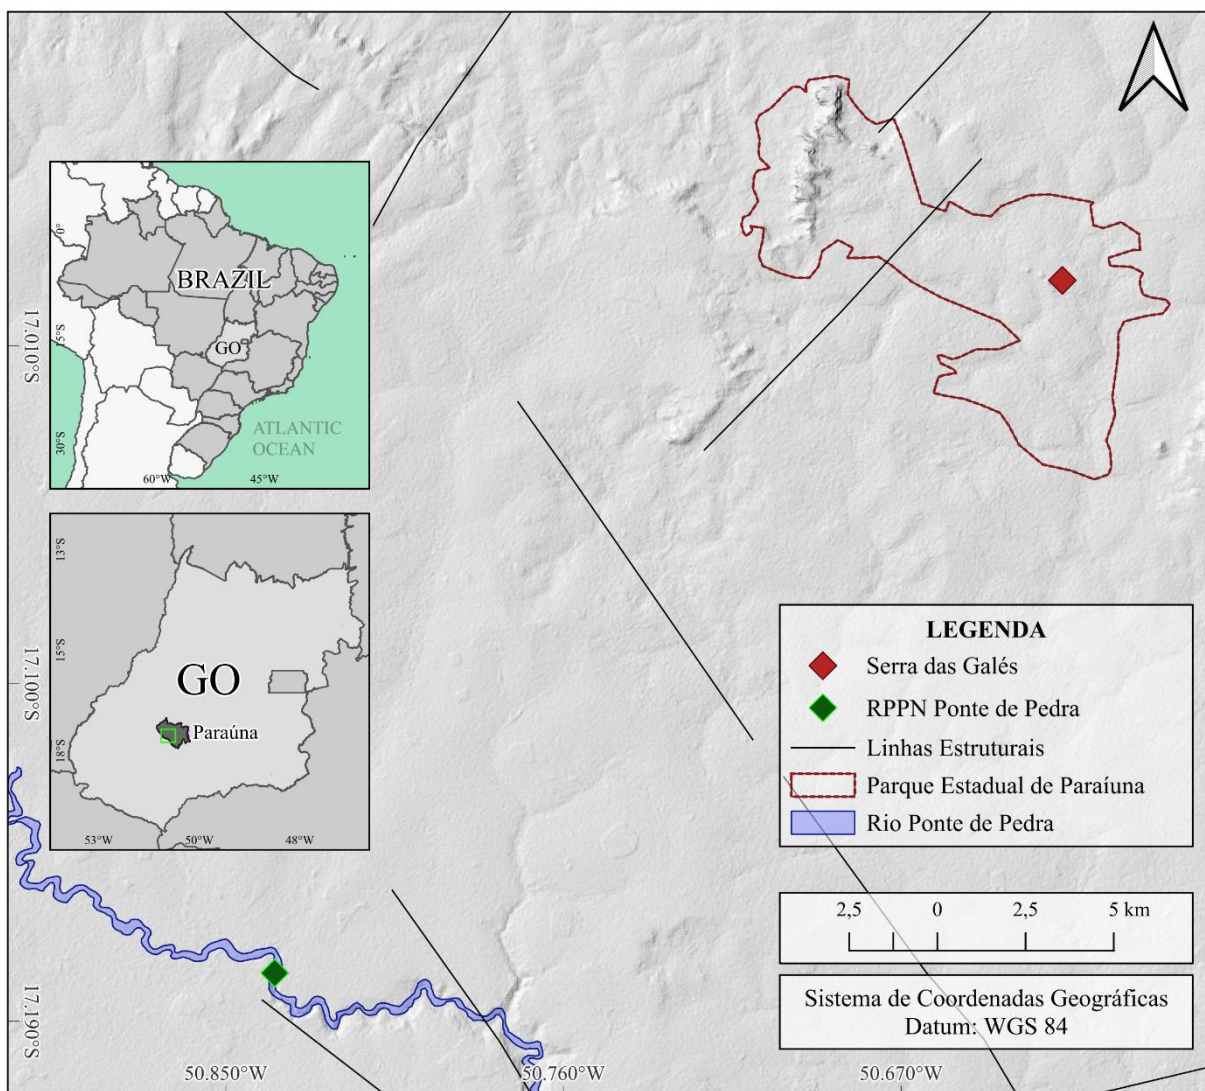 BRAZIL
GO
ATLANTIC
OCEAN
0°
15°S
30°S
60°W
45°W
GO
Paraúna
13°S
15°S
18°S
53°W
50°W
48°W
17.010°S
17.100°S
17.190°S
50.850°W
50.760°W
50.670°W
LEGENDA
Serra das Galés
RPPN Ponte de Pedra
Linhas Estruturais
Parque Estadual de Paraíuna
Rio Ponte de Pedra
2,5 0 2,5 5 km
Sistema de Coordenadas Geográficas
Datum: WGS 84